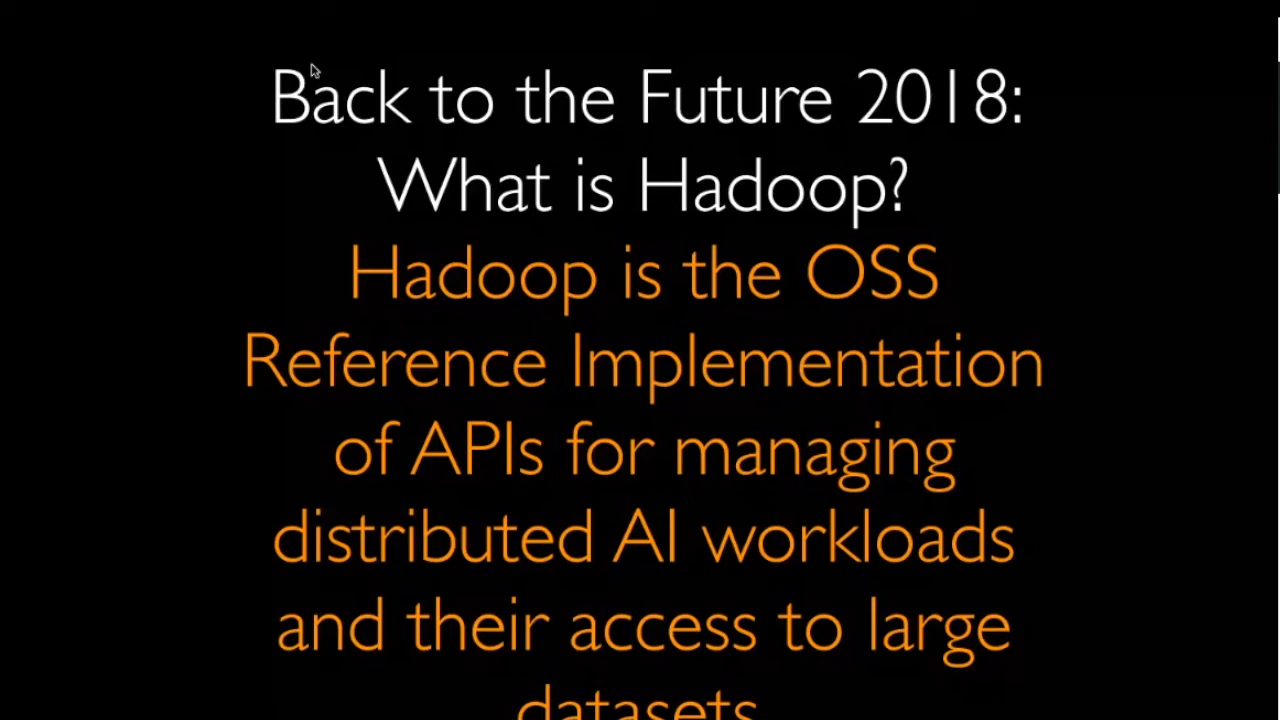 Back to the Future 2018:
What is Hadoop?
Hadoop is the OSS
Reference Implementation
of APIs for managing
distributed AI workloads
and their access to large
datasets